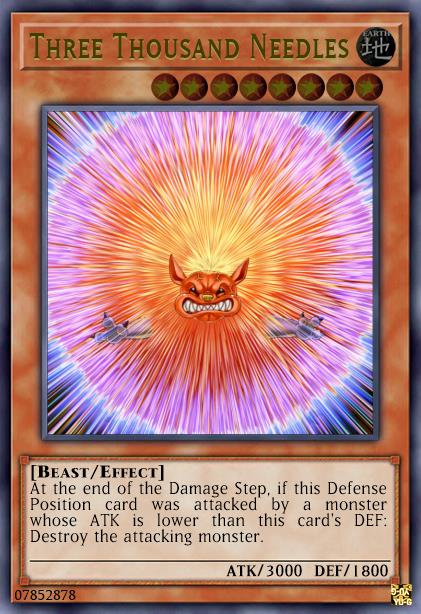 Three Thousand Needles
EARTH
地
[Beast/Effect]
At the end of the Damage Step, if this Defense
Position card was attacked by a monster
whose ATK is lower than this card's DEF:
Destroy the attacking monster.
ATK/3000 DEF/1800
07852878